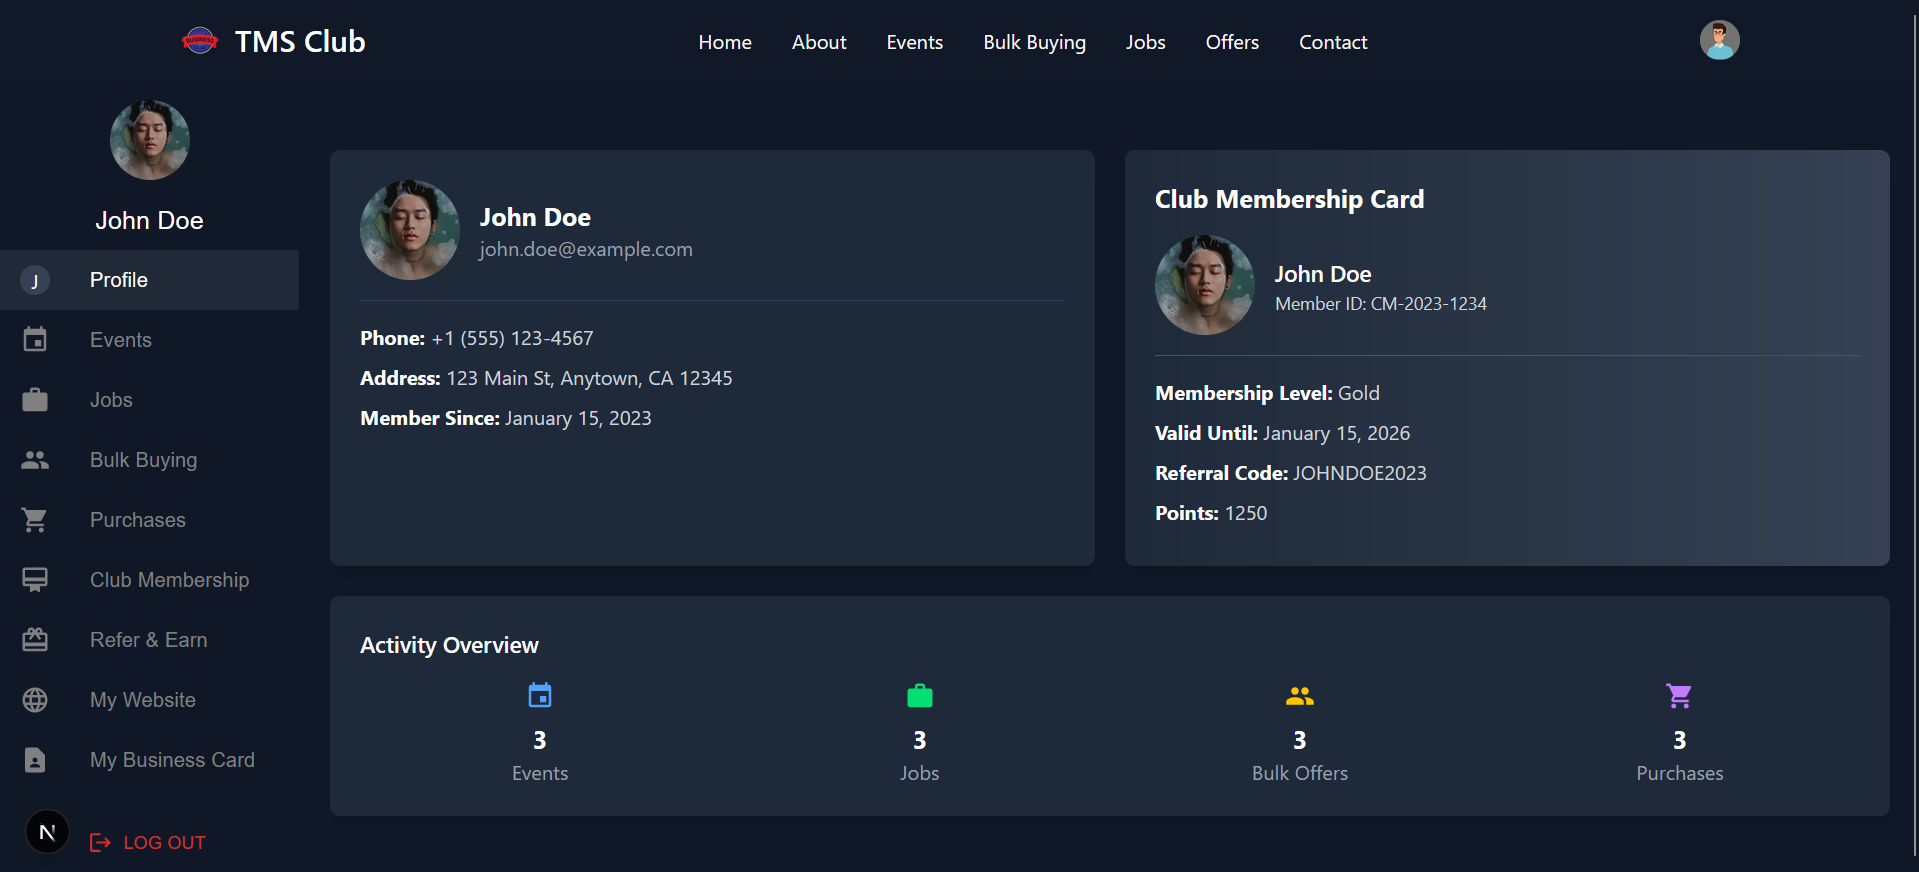 BUSINESS
TMS Club
Home
About
Events
Bulk Buying
Jobs
Offers
Contact
John Doe
J
Profile
Events
Jobs
Bulk Buying
Purchases
Club Membership
Refer & Earn
My Website
My Business Card
N
LOG OUT
John Doe
john.doe@example.com
Phone: +1 (555) 123-4567
Address: 123 Main St, Anytown, CA 12345
Member Since: January 15, 2023
Club Membership Card
John Doe
Member ID: CM-2023-1234
Membership Level: Gold
Valid Until: January 15, 2026
Referral Code: JOHNDOE2023
Points: 1250
Activity Overview
3
Events
3
Jobs
3
Bulk Offers
3
Purchases